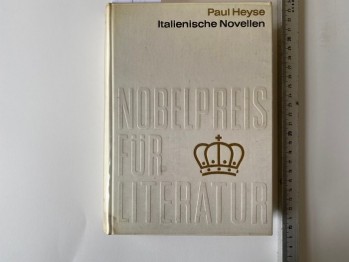 Paul Heyse
Italienische Novellen
NOBELPREIS
FÜR
LITERATUR